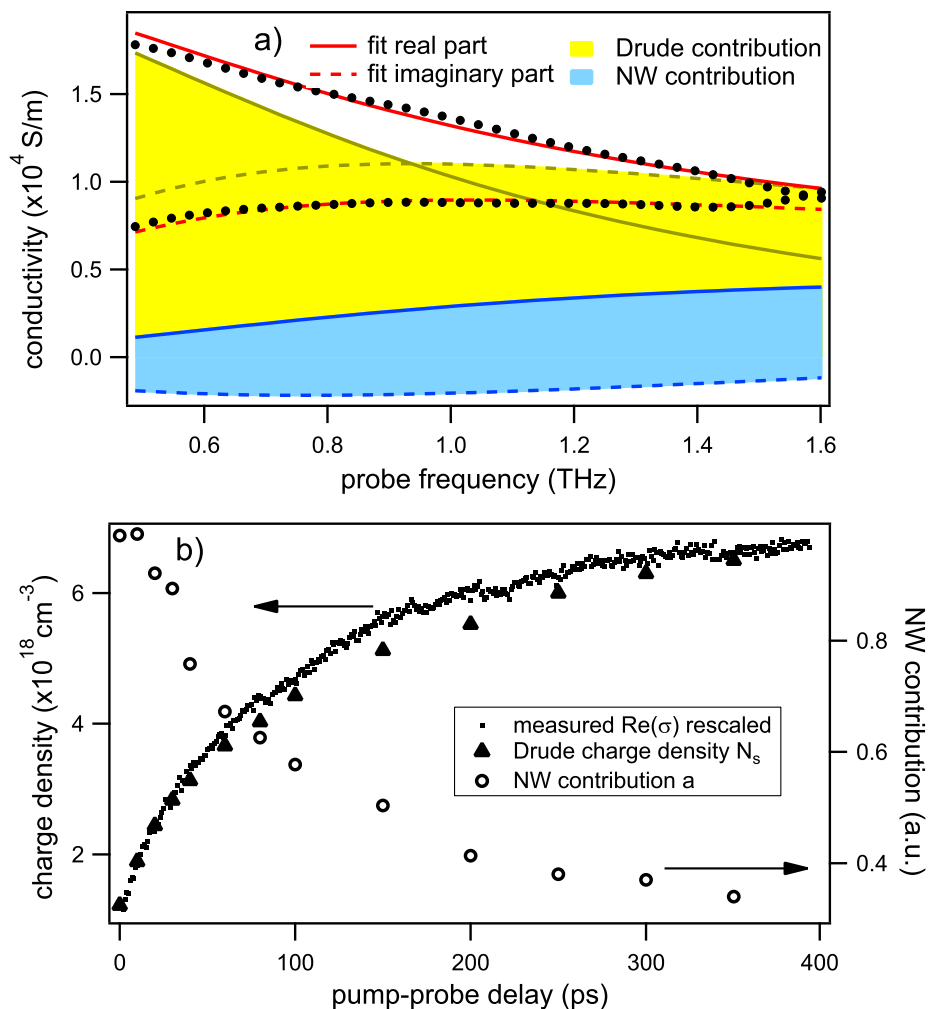 a)
fit real part
fit imaginary part
Drude contribution
NW contribution
conductivity (x10⁴ S/m)
1.5
1.0
0.5
0.0
0.6 0.8 1.0 1.2 1.4 1.6
probe frequency (THz)
b)
charge density (x10¹⁸ cm⁻³)
6
4
2
NW contribution (a.u.)
0.8
0.6
0.4
measured Re(σ) rescaled
Drude charge density Nₛ
NW contribution a
0 100 200 300 400
pump-probe delay (ps)